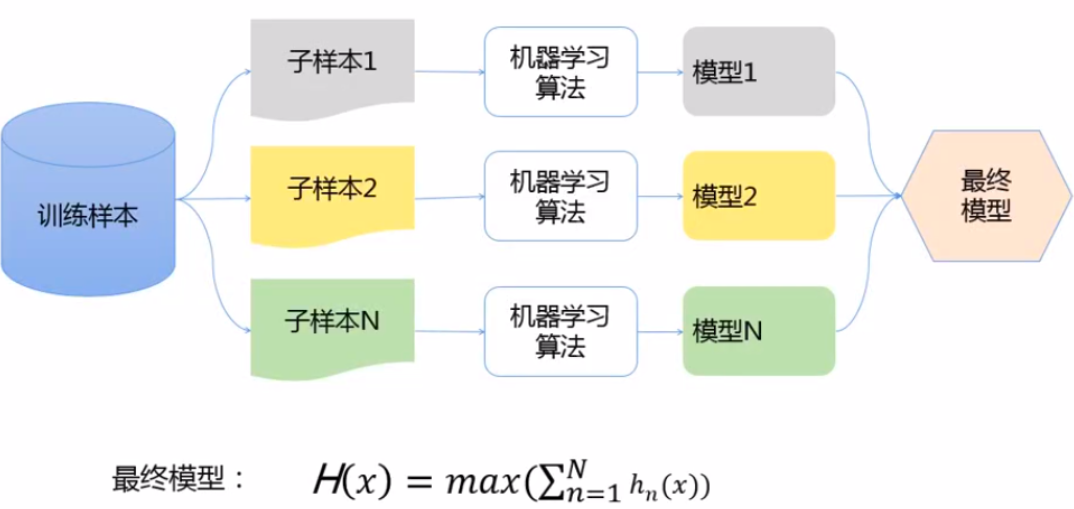 训练样本
子样本1
机器学习
算法
模型1
子样本2
机器学习
算法
模型2
子样本N
机器学习
算法
模型N
最终
模型
最终模型： H(x) = max(∑_{n=1}^{N} h_n(x))